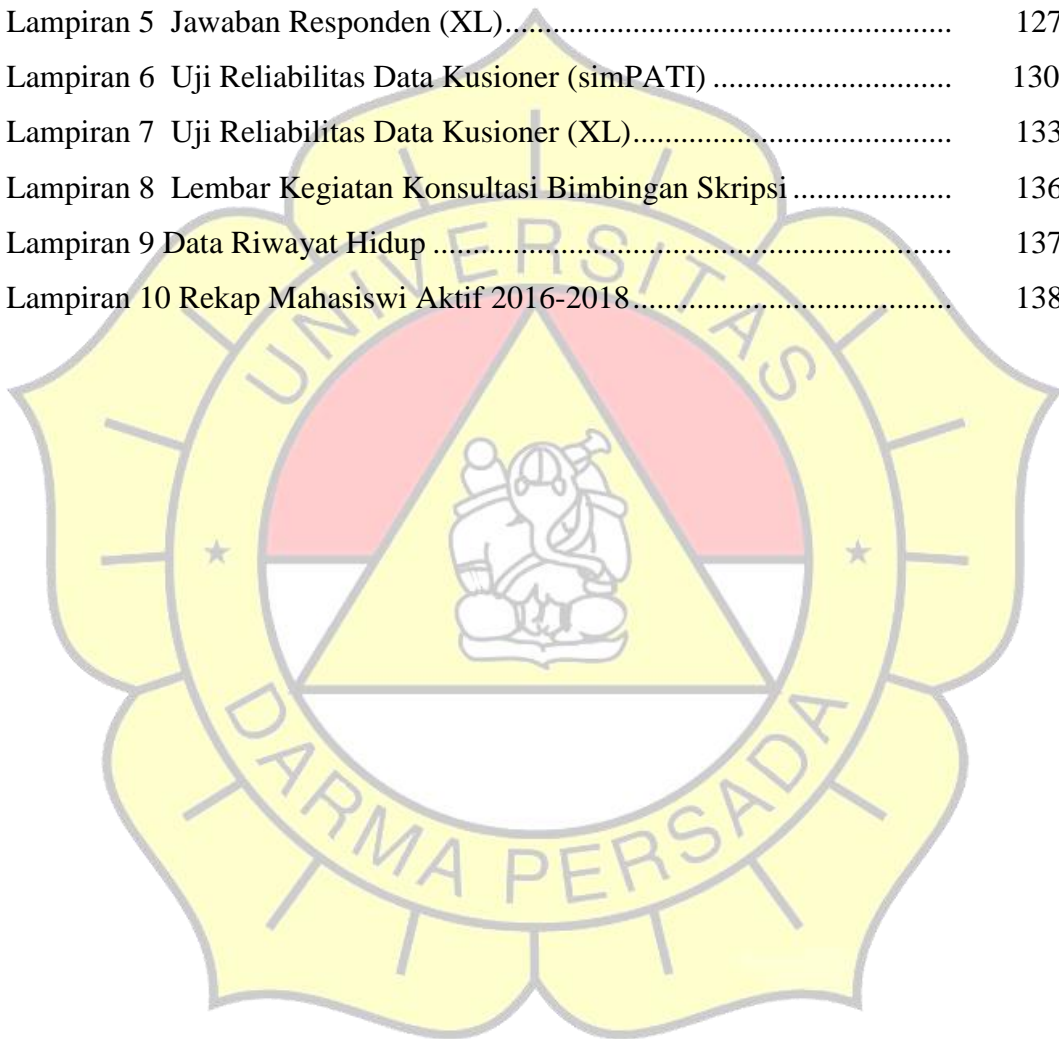 Lampiran 5  Jawaban Responden (XL).................................................. 127
Lampiran 6  Uji Reliabilitas Data Kusioner (simPATI) ........................... 130
Lampiran 7  Uji Reliabilitas Data Kusioner (XL).................................... 133
Lampiran 8  Lembar Kegiatan Konsultasi Bimbingan Skripsi .................. 136
Lampiran 9 Data Riwayat Hidup .......................................................... 137
Lampiran 10 Rekap Mahasiswi Aktif 2016-2018.................................... 138
UNIVERSITAS
DARMA PERSADA